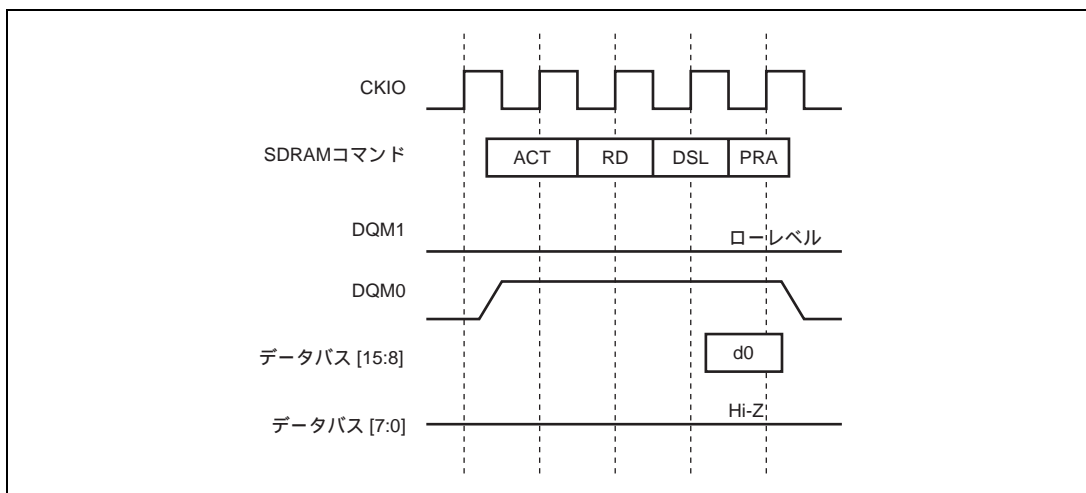 CKIO
SDRAMコマンド
ACT RD DSL PRA
DQM1
ローレベル
DQM0
データバス [15:8]
d0
データバス [7:0]
Hi-Z